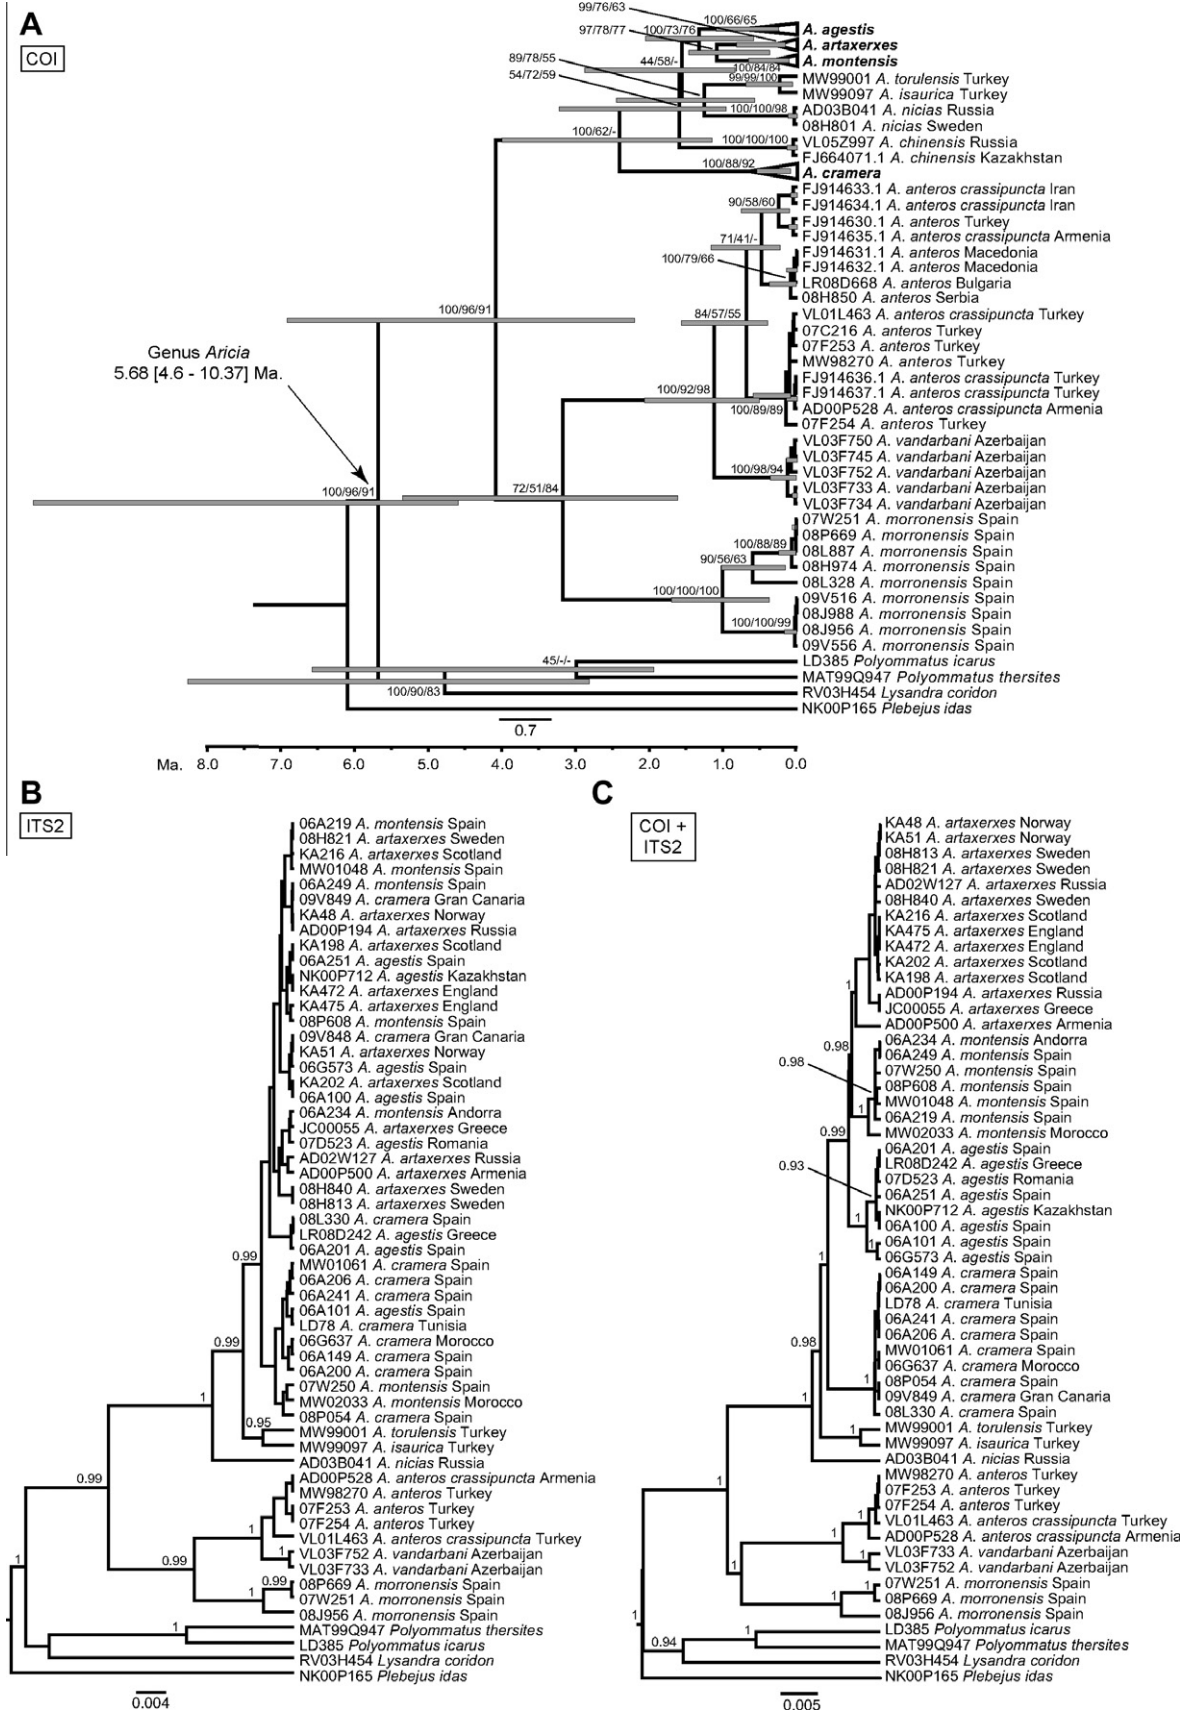 A
COI
99/76/63
97/78/77
100/66/65
100/73/76
89/78/55
54/72/59
44/58/-
100/84/84
99/99/100
100/100/98
100/62/-
100/100/100
100/88/92
A. agestis
A. artaxerxes
A. montensis
MW99001 A. torulensis Turkey
MW99097 A. isaurica Turkey
AD03B041 A. nicias Russia
08H801 A. nicias Sweden
VL05Z997 A. chinensis Russia
FJ664071.1 A. chinensis Kazakhstan
A. cramera
FJ914633.1 A. anteros crassipuncta Iran
FJ914634.1 A. anteros crassipuncta Iran
FJ914630.1 A. anteros Turkey
FJ914635.1 A. anteros crassipuncta Armenia
FJ914631.1 A. anteros Macedonia
FJ914632.1 A. anteros Macedonia
LR08D668 A. anteros Bulgaria
08H850 A. anteros Serbia
VL01L463 A. anteros crassipuncta Turkey
07C216 A. anteros Turkey
07F253 A. anteros Turkey
MW98270 A. anteros Turkey
FJ914636.1 A. anteros crassipuncta Turkey
FJ914637.1 A. anteros crassipuncta Turkey
AD00P528 A. anteros crassipuncta Armenia
07F254 A. anteros Turkey
VL03F750 A. vandarbani Azerbaijan
VL03F745 A. vandarbani Azerbaijan
VL03F752 A. vandarbani Azerbaijan
VL03F733 A. vandarbani Azerbaijan
VL03F734 A. vandarbani Azerbaijan
07W251 A. morronensis Spain
08P669 A. morronensis Spain
08L887 A. morronensis Spain
08H974 A. morronensis Spain
08L328 A. morronensis Spain
09V516 A. morronensis Spain
08J988 A. morronensis Spain
08J956 A. morronensis Spain
09V556 A. morronensis Spain
LD385 Polyommatus icarus
MAT99Q947 Polyommatus thersites
RV03H454 Lysandra coridon
NK00P165 Plebejus idas
90/58/60
71/41/-
100/79/66
100/96/91
84/57/55
Genus Aricia
5.68 [4.6 - 10.37] Ma.
100/92/98
100/89/89
100/98/94
100/96/91
72/51/84
100/88/89
90/56/63
100/100/100
100/100/99
45/-/-
100/90/83
0.7
Ma. 8.0 7.0 6.0 5.0 4.0 3.0 2.0 1.0 0.0
B
ITS2
06A219 A. montensis Spain
08H821 A. artaxerxes Sweden
KA216 A. artaxerxes Scotland
MW01048 A. montensis Spain
06A249 A. montensis Spain
09V849 A. cramera Gran Canaria
KA48 A. artaxerxes Norway
AD00P194 A. artaxerxes Russia
KA198 A. artaxerxes Scotland
06A251 A. agestis Spain
NK00P712 A. agestis Kazakhstan
KA472 A. artaxerxes England
KA475 A. artaxerxes England
08P608 A. montensis Spain
09V848 A. cramera Gran Canaria
KA51 A. artaxerxes Norway
06G573 A. agestis Spain
KA202 A. artaxerxes Scotland
06A100 A. agestis Spain
06A234 A. montensis Andorra
JC00055 A. artaxerxes Greece
07D523 A. agestis Romania
AD02W127 A. artaxerxes Russia
AD00P500 A. artaxerxes Armenia
08H840 A. artaxerxes Sweden
08H813 A. artaxerxes Sweden
08L330 A. cramera Spain
LR08D242 A. agestis Greece
06A201 A. agestis Spain
MW01061 A. cramera Spain
06A206 A. cramera Spain
06A241 A. cramera Spain
06A101 A. agestis Spain
LD78 A. cramera Tunisia
06G637 A. cramera Morocco
06A149 A. cramera Spain
06A200 A. cramera Spain
07W250 A. montensis Spain
MW02033 A. montensis Morocco
08P054 A. cramera Spain
MW99001 A. torulensis Turkey
MW99097 A. isaurica Turkey
AD03B041 A. nicias Russia
AD00P528 A. anteros crassipuncta Armenia
MW98270 A. anteros Turkey
07F253 A. anteros Turkey
07F254 A. anteros Turkey
VL01L463 A. anteros crassipuncta Turkey
VL03F752 A. vandarbani Azerbaijan
VL03F733 A. vandarbani Azerbaijan
08P669 A. morronensis Spain
07W251 A. morronensis Spain
08J956 A. morronensis Spain
MAT99Q947 Polyommatus thersites
LD385 Polyommatus icarus
RV03H454 Lysandra coridon
NK00P165 Plebejus idas
0.99
0.99
1
0.95
0.99
1
1
0.99
0.99
1
1
1
0.004
C
COI +
ITS2
KA48 A. artaxerxes Norway
KA51 A. artaxerxes Norway
08H813 A. artaxerxes Sweden
08H821 A. artaxerxes Sweden
AD02W127 A. artaxerxes Russia
08H840 A. artaxerxes Sweden
KA216 A. artaxerxes Scotland
KA475 A. artaxerxes England
KA472 A. artaxerxes England
KA202 A. artaxerxes Scotland
KA198 A. artaxerxes Scotland
AD00P194 A. artaxerxes Russia
JC00055 A. artaxerxes Greece
AD00P500 A. artaxerxes Armenia
06A234 A. montensis Andorra
06A249 A. montensis Spain
07W250 A. montensis Spain
08P608 A. montensis Spain
MW01048 A. montensis Spain
06A219 A. montensis Spain
MW02033 A. montensis Morocco
06A201 A. agestis Spain
LR08D242 A. agestis Greece
07D523 A. agestis Romania
06A251 A. agestis Spain
NK00P712 A. agestis Kazakhstan
06A100 A. agestis Spain
06A101 A. agestis Spain
06G573 A. agestis Spain
06A149 A. cramera Spain
06A200 A. cramera Spain
LD78 A. cramera Tunisia
06A241 A. cramera Spain
06A206 A. cramera Spain
MW01061 A. cramera Spain
06G637 A. cramera Morocco
08P054 A. cramera Spain
09V849 A. cramera Gran Canaria
08L330 A. cramera Spain
MW99001 A. torulensis Turkey
MW99097 A. isaurica Turkey
AD03B041 A. nicias Russia
MW98270 A. anteros Turkey
07F253 A. anteros Turkey
07F254 A. anteros Turkey
VL01L463 A. anteros crassipuncta Turkey
AD00P528 A. anteros crassipuncta Armenia
VL03F733 A. vandarbani Azerbaijan
VL03F752 A. vandarbani Azerbaijan
07W251 A. morronensis Spain
08P669 A. morronensis Spain
08J956 A. morronensis Spain
LD385 Polyommatus icarus
MAT99Q947 Polyommatus thersites
RV03H454 Lysandra coridon
NK00P165 Plebejus idas
1
0.98
0.98
1
0.99
0.93
1
1
1
0.98
1
1
1
1
1
1
1
1
1
0.94
1
0.005